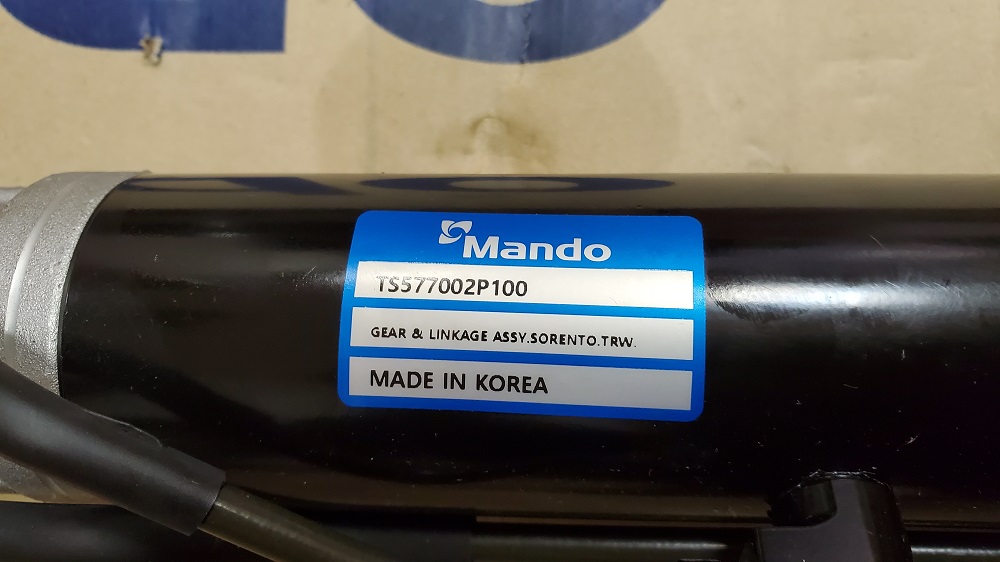 Mando
TS577002P100
GEAR & LINKAGE ASSY.SORENTO.TRW.
MADE IN KOREA